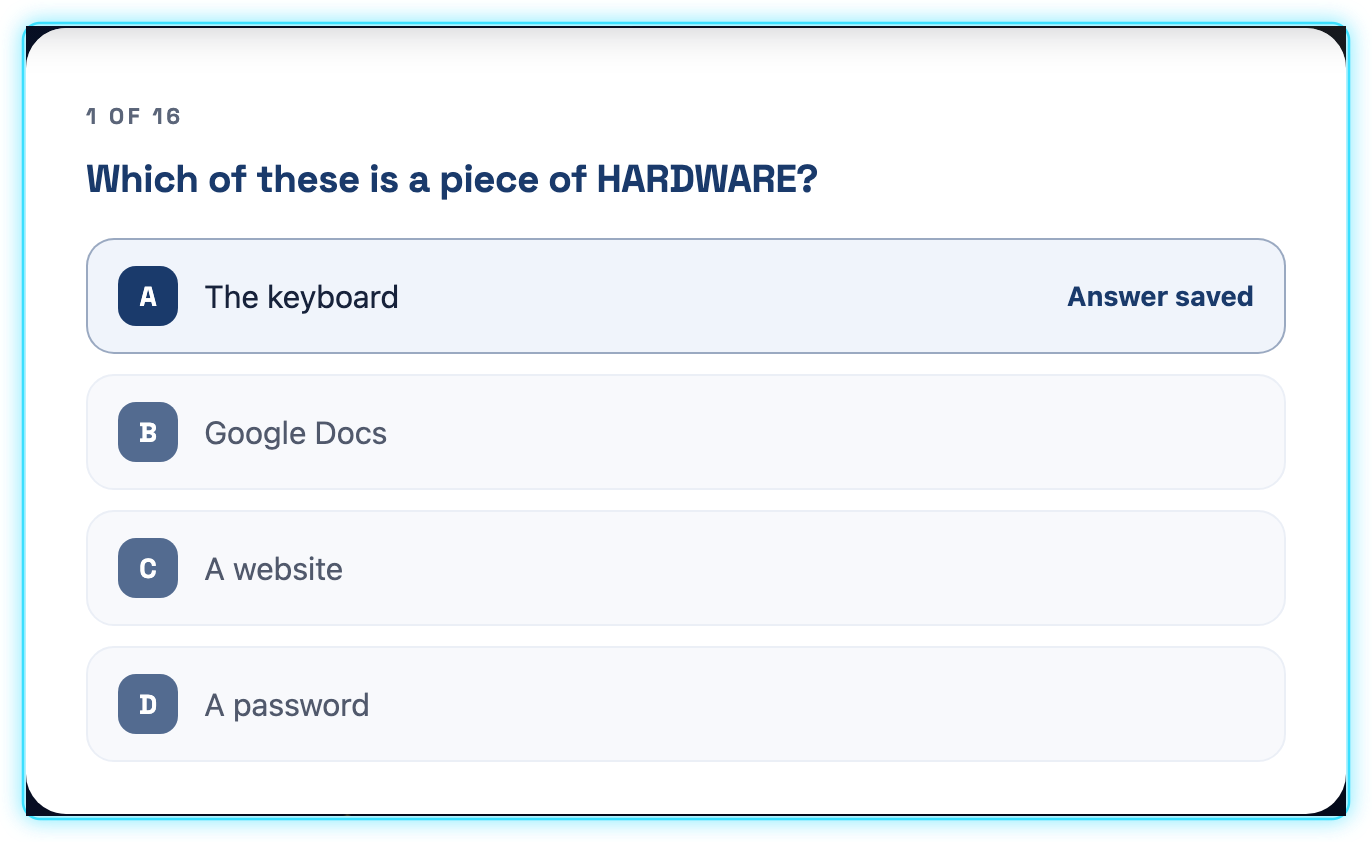 1 OF 16
Which of these is a piece of HARDWARE?
A The keyboard Answer saved
B Google Docs
C A website
D A password